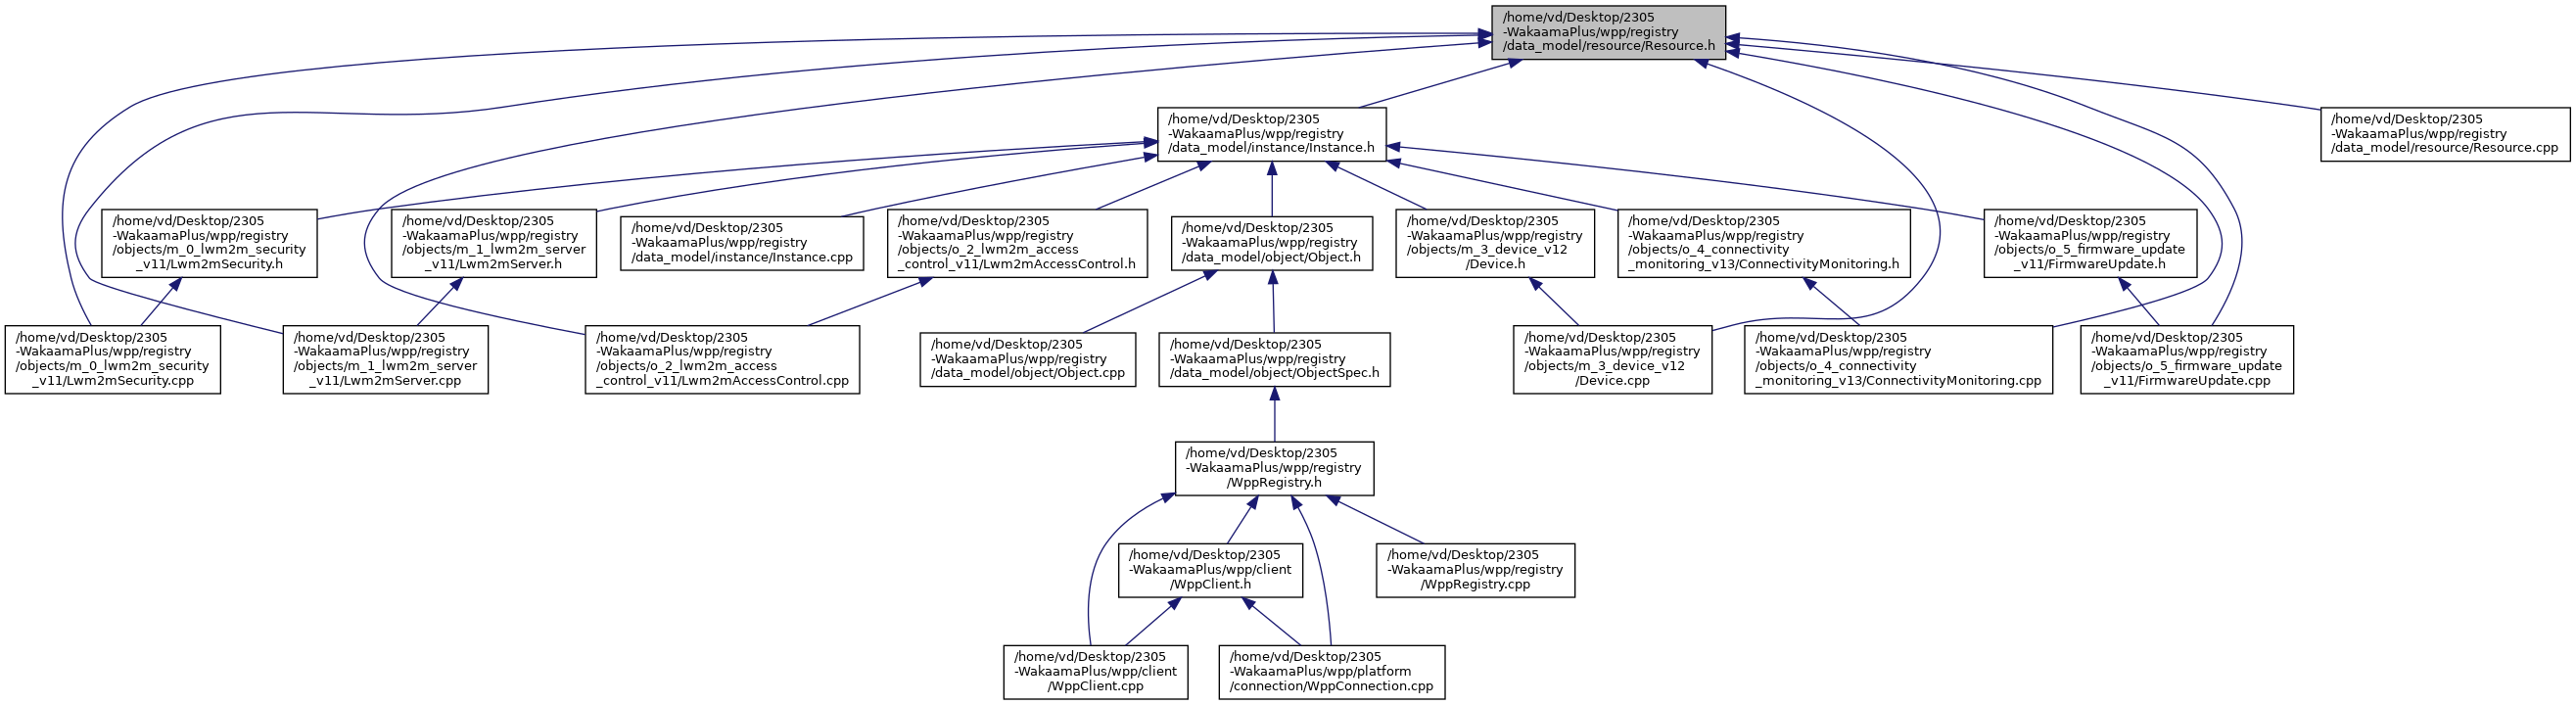 /home/vd/Desktop/2305
-WakaamaPlus/wpp/registry
/data_model/resource/Resource.h
/home/vd/Desktop/2305
-WakaamaPlus/wpp/registry
/data_model/instance/Instance.h
/home/vd/Desktop/2305
-WakaamaPlus/wpp/registry
/data_model/resource/Resource.cpp
/home/vd/Desktop/2305
-WakaamaPlus/wpp/registry
/objects/m_0_lwm2m_security
_v11/Lwm2mSecurity.h
/home/vd/Desktop/2305
-WakaamaPlus/wpp/registry
/objects/m_1_lwm2m_server
_v11/Lwm2mServer.h
/home/vd/Desktop/2305
-WakaamaPlus/wpp/registry
/data_model/instance/Instance.cpp
/home/vd/Desktop/2305
-WakaamaPlus/wpp/registry
/objects/o_2_lwm2m_access
_control_v11/Lwm2mAccessControl.h
/home/vd/Desktop/2305
-WakaamaPlus/wpp/registry
/data_model/object/Object.h
/home/vd/Desktop/2305
-WakaamaPlus/wpp/registry
/objects/m_3_device_v12
/Device.h
/home/vd/Desktop/2305
-WakaamaPlus/wpp/registry
/objects/o_4_connectivity
_monitoring_v13/ConnectivityMonitoring.h
/home/vd/Desktop/2305
-WakaamaPlus/wpp/registry
/objects/o_5_firmware_update
_v11/FirmwareUpdate.h
/home/vd/Desktop/2305
-WakaamaPlus/wpp/registry
/objects/m_0_lwm2m_security
_v11/Lwm2mSecurity.cpp
/home/vd/Desktop/2305
-WakaamaPlus/wpp/registry
/objects/m_1_lwm2m_server
_v11/Lwm2mServer.cpp
/home/vd/Desktop/2305
-WakaamaPlus/wpp/registry
/objects/o_2_lwm2m_access
_control_v11/Lwm2mAccessControl.cpp
/home/vd/Desktop/2305
-WakaamaPlus/wpp/registry
/data_model/object/Object.cpp
/home/vd/Desktop/2305
-WakaamaPlus/wpp/registry
/data_model/object/ObjectSpec.h
/home/vd/Desktop/2305
-WakaamaPlus/wpp/registry
/objects/m_3_device_v12
/Device.cpp
/home/vd/Desktop/2305
-WakaamaPlus/wpp/registry
/objects/o_4_connectivity
_monitoring_v13/ConnectivityMonitoring.cpp
/home/vd/Desktop/2305
-WakaamaPlus/wpp/registry
/objects/o_5_firmware_update
_v11/FirmwareUpdate.cpp
/home/vd/Desktop/2305
-WakaamaPlus/wpp/registry
/WppRegistry.h
/home/vd/Desktop/2305
-WakaamaPlus/wpp/client
/WppClient.h
/home/vd/Desktop/2305
-WakaamaPlus/wpp/registry
/WppRegistry.cpp
/home/vd/Desktop/2305
-WakaamaPlus/wpp/client
/WppClient.cpp
/home/vd/Desktop/2305
-WakaamaPlus/wpp/platform
/connection/WppConnection.cpp